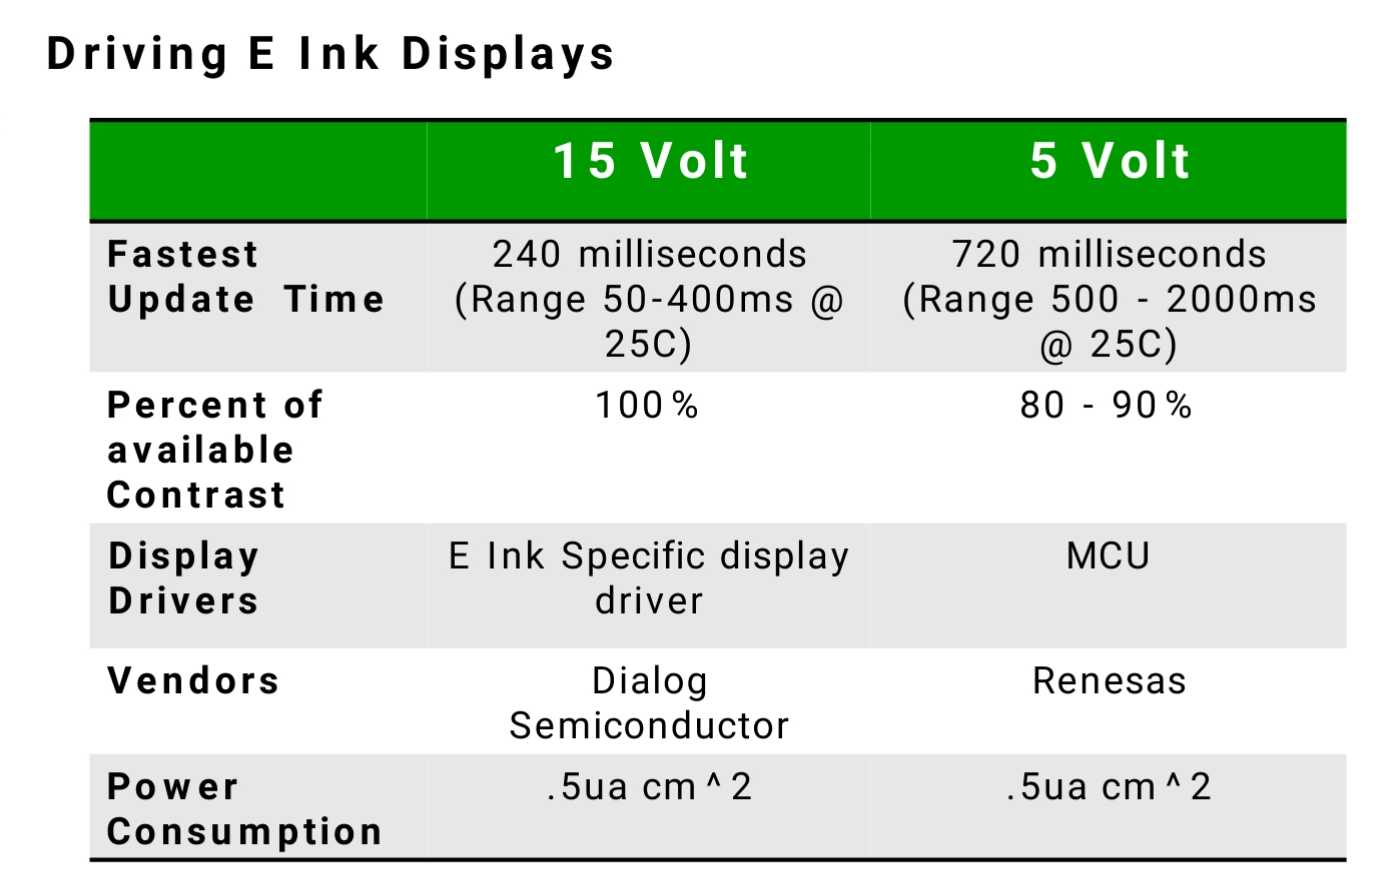 Driving E Ink Displays
15 Volt 5 Volt
Fastest 240 milliseconds 720 milliseconds
Update Time (Range 50-400ms @ (Range 500 - 2000ms
25C) @ 25C)
Percent of 100% 80 - 90%
available
Contrast
Display E Ink Specific display MCU
Drivers driver
Vendors Dialog Renesas
Semiconductor
Power .5ua cm^2 .5ua cm^2
Consumption